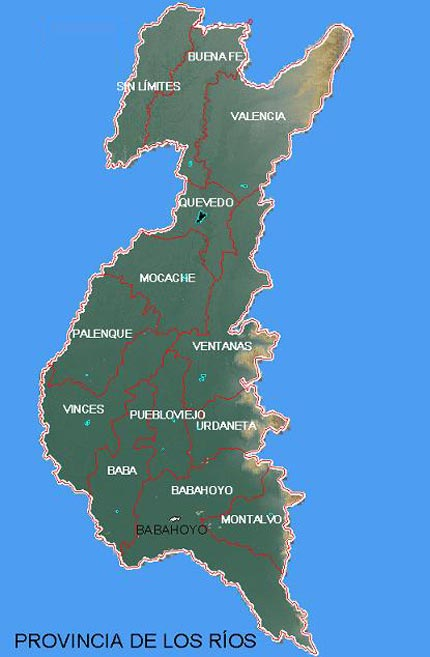 BUENA FE
SIN LÍMITES
VALENCIA
QUEVEDO
MOCACHE
PALENQUE
VENTANAS
VINCES
PUEBLOVIEJO
URDANETA
BABA
BABAHOYO
MONTALVO
BABAHOYO
PROVINCIA DE LOS RÍOS